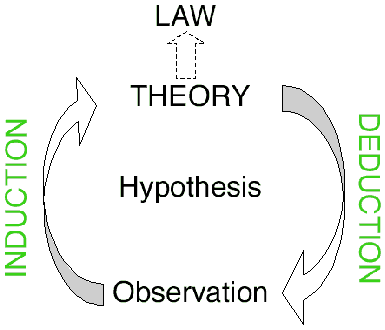 LAW
THEORY
INDUCTION
DEDUCTION
Hypothesis
Observation